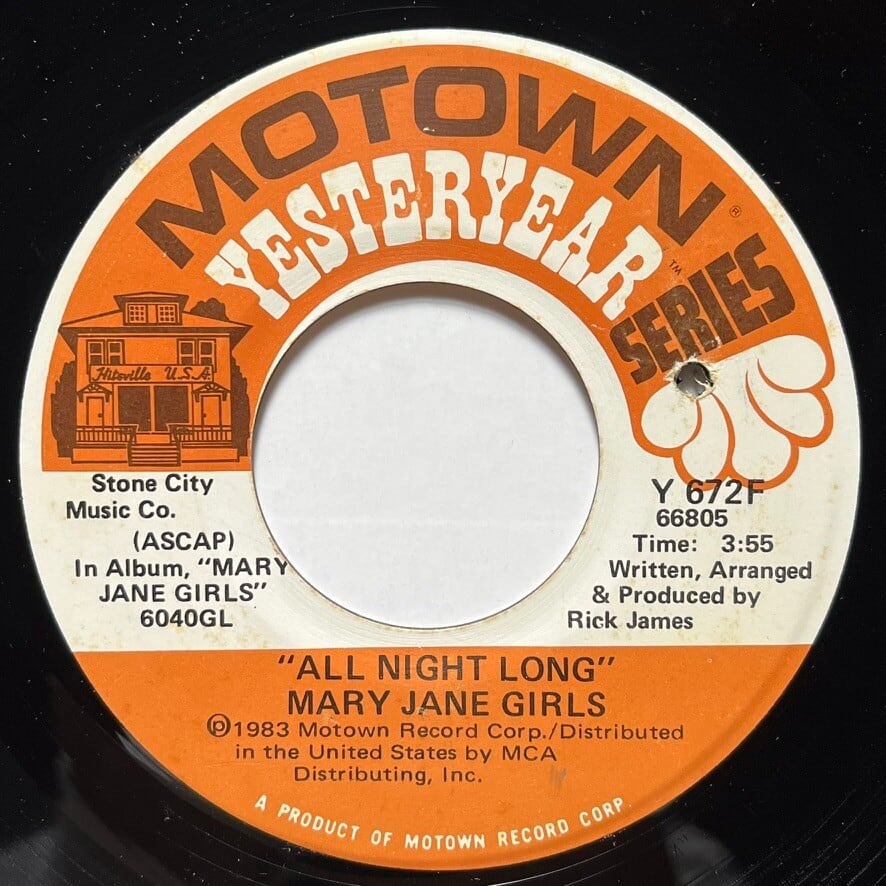 MOTOWN®
YESTERYEAR™
SERIES
Hitsville U.S.A.
Stone City
Music Co.
(ASCAP)
In Album, "MARY
JANE GIRLS"
6040GL
Y 672F
66805
Time: 3:55
Written, Arranged
& Produced by
Rick James
"ALL NIGHT LONG"
MARY JANE GIRLS
℗1983 Motown Record Corp./Distributed
in the United States by MCA
Distributing, Inc.
A PRODUCT OF MOTOWN RECORD CORP.